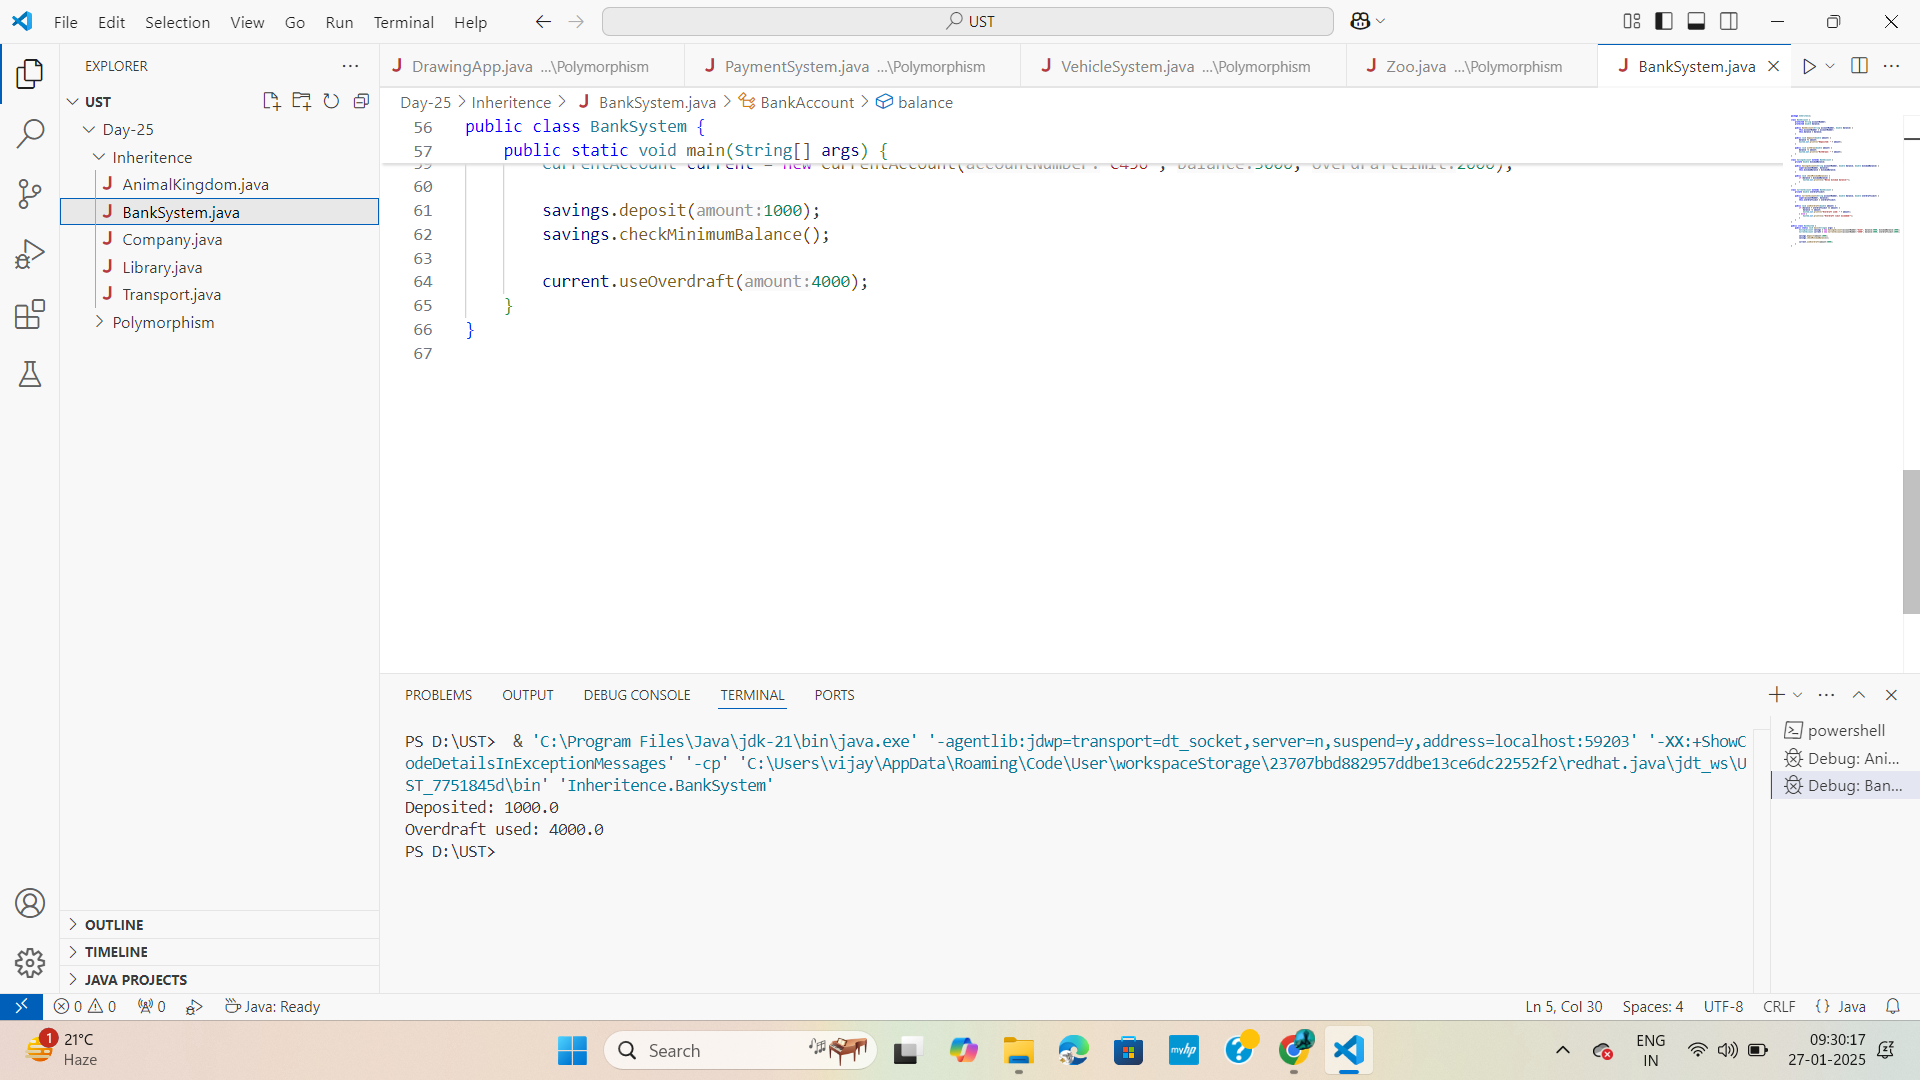 File Edit Selection View Go Run Terminal Help
UST
EXPLORER
UST
Day-25
Inheritence
AnimalKingdom.java
BankSystem.java
Company.java
Library.java
Transport.java
Polymorphism
OUTLINE
TIMELINE
JAVA PROJECTS
DrawingApp.java ...\Polymorphism
PaymentSystem.java ...\Polymorphism
VehicleSystem.java ...\Polymorphism
Zoo.java ...\Polymorphism
BankSystem.java
Day-25 > Inheritence > BankSystem.java > BankAccount > balance
56 public class BankSystem {
57 public static void main(String[] args) {
60
61 savings.deposit(amount:1000);
62 savings.checkMinimumBalance();
63
64 current.useOverdraft(amount:4000);
65 }
66 }
67
PROBLEMS OUTPUT DEBUG CONSOLE TERMINAL PORTS
PS D:\UST>  & 'C:\Program Files\Java\jdk-21\bin\java.exe' '-agentlib:jdwp=transport=dt_socket,server=n,suspend=y,address=localhost:59203' '-XX:+ShowC
odeDetailsInExceptionMessages' '-cp' 'C:\Users\vijay\AppData\Roaming\Code\User\workspaceStorage\23707bbd882957ddbe13ce6dc22552f2\redhat.java\jdt_ws\U
ST_7751845d\bin' 'Inheritence.BankSystem'
Deposited: 1000.0
Overdraft used: 4000.0
PS D:\UST>
powershell
Debug: Ani...
Debug: Ban...
0 0 0 Java: Ready
Ln 5, Col 30 Spaces: 4 UTF-8 CRLF {} Java
1
21°C
Haze
Search
myhp
ENG
IN
09:30:17
27-01-2025